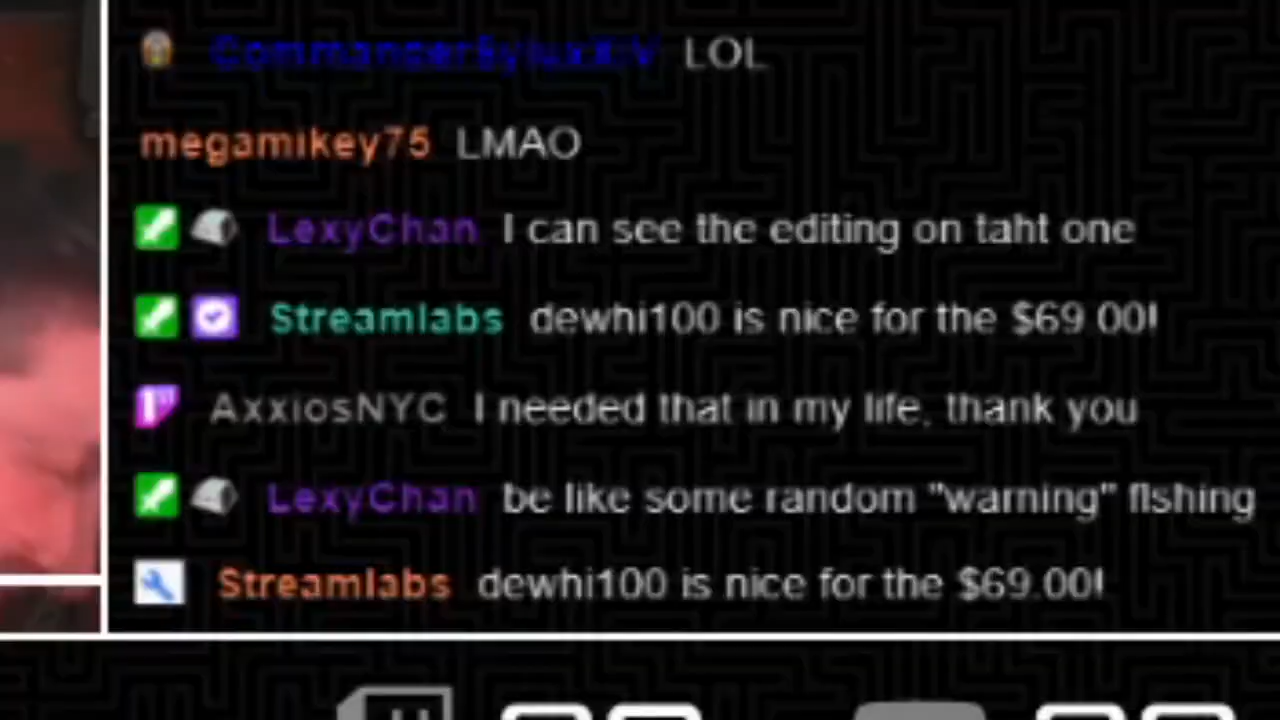 CommanderSyluxXIV LOL
megamikey75 LMAO
LexyChan I can see the editing on taht one
Streamlabs dewhi100 is nice for the $69.00!
AxxiosNYC I needed that in my life, thank you
LexyChan be like some random "warning" fishing
Streamlabs dewhi100 is nice for the $69.00!